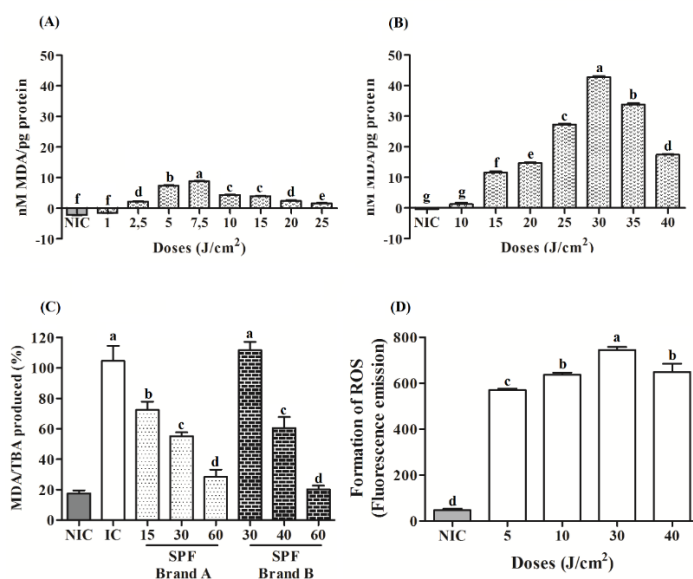 (A)
nM MDA/pg protein
50
40
30
20
10
0
-10
f f d b a c c d e
NIC 1 2,5 5 7,5 10 15 20 25
Doses (J/cm²)
(B)
nM MDA/pg protein
50
40
30
20
10
0
-10
g g f e c a b d
NIC 10 15 20 25 30 35 40
Doses (J/cm²)
(C)
MDA/TBA produced (%)
120
100
80
60
40
20
0
a b c d a c d
NIC IC 15 30 60 30 40 60
SPF SPF
Brand A Brand B
(D)
Formation of ROS
(Fluorescence emission)
800
600
400
200
0
d c b a b
NIC 5 10 30 40
Doses (J/cm²)